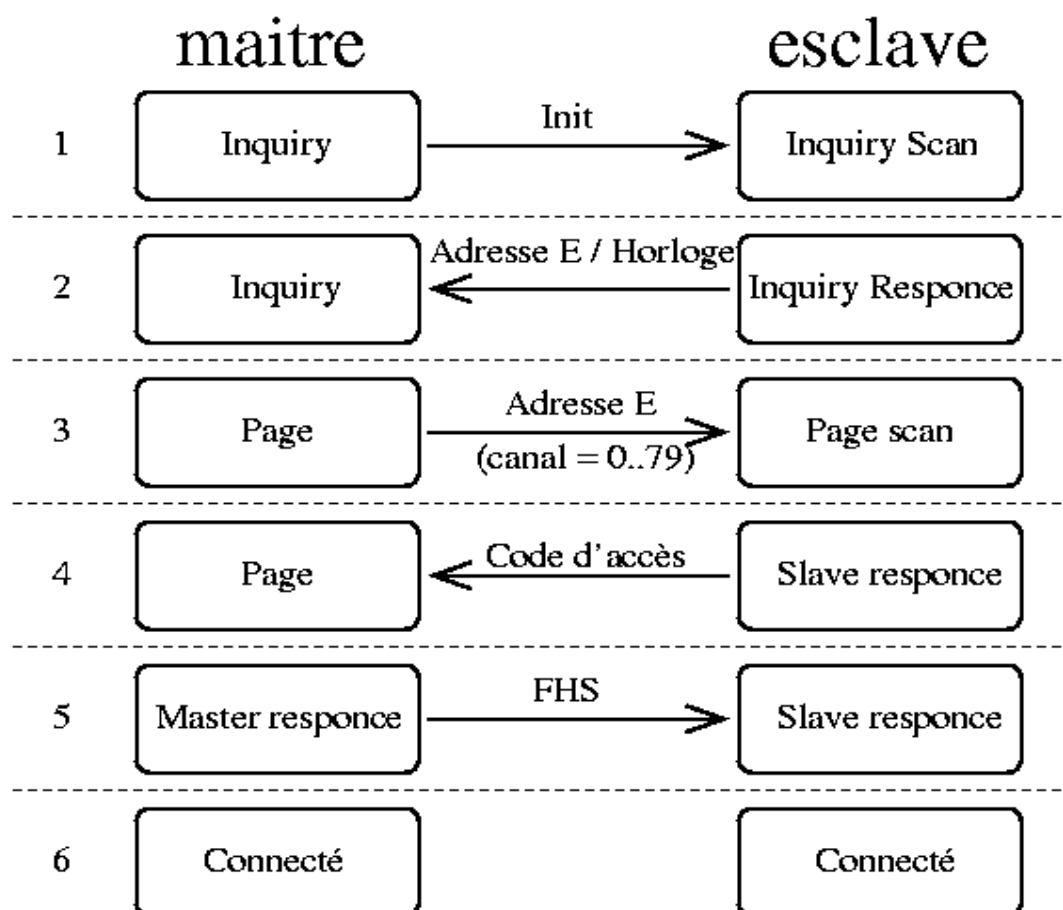 maitre esclave
1 Inquiry Init Inquiry Scan
2 Inquiry Adresse E / Horloge Inquiry Responce
3 Page Adresse E Page scan
(canal = 0..79)
4 Page Code d'accès Slave responce
5 Master responce FHS Slave responce
6 Connecté Connecté